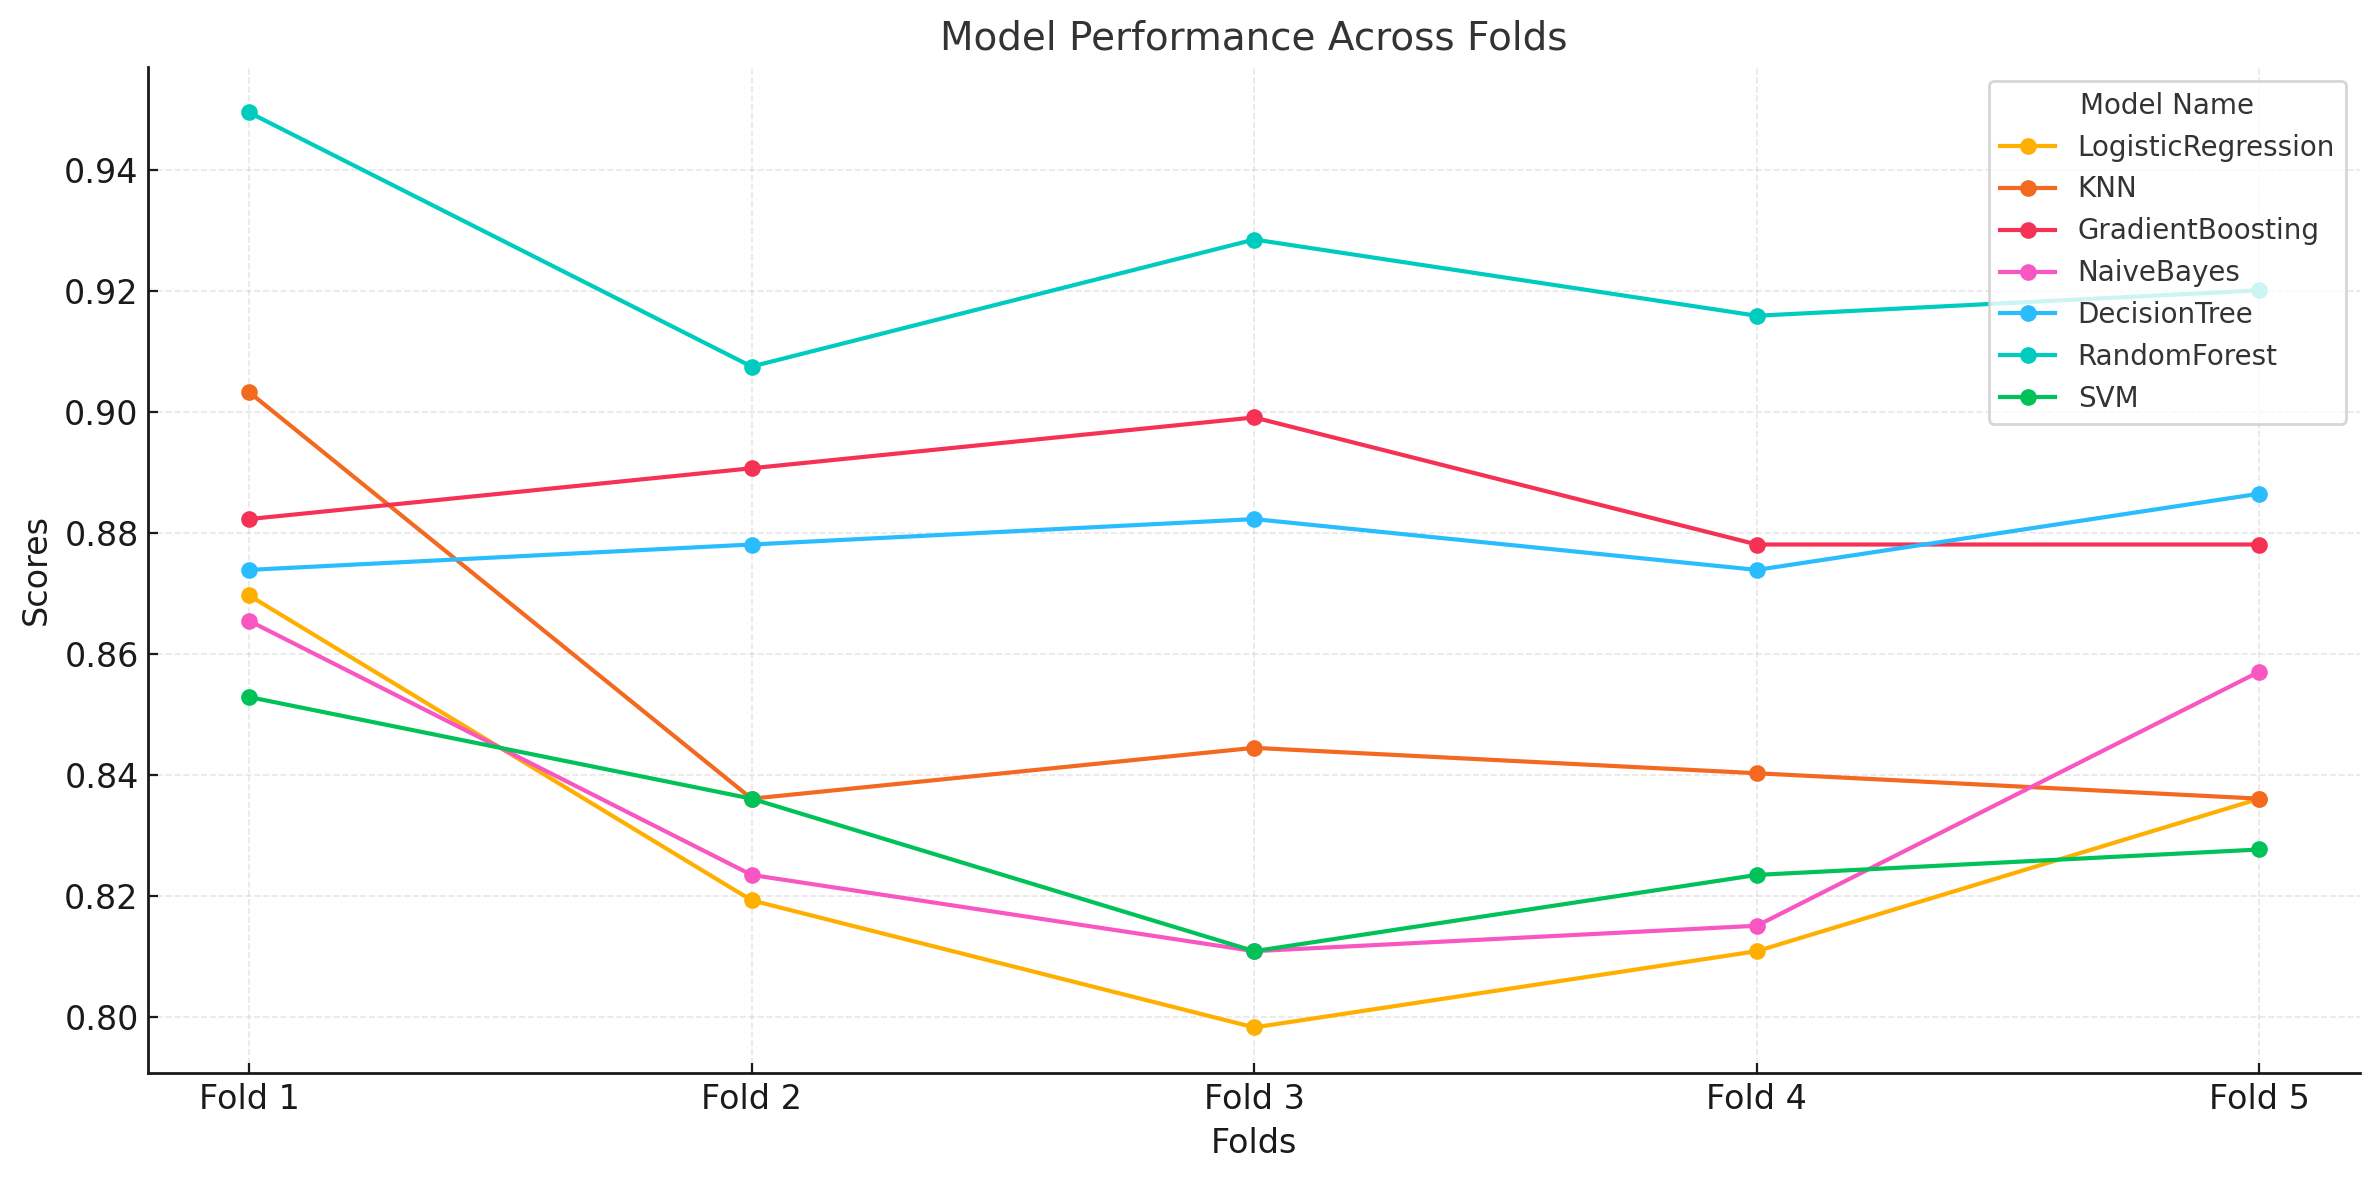 Model Performance Across Folds
Model Name
LogisticRegression
KNN
GradientBoosting
NaiveBayes
DecisionTree
RandomForest
SVM
Scores
0.94
0.92
0.90
0.88
0.86
0.84
0.82
0.80
Fold 1 Fold 2 Fold 3 Fold 4 Fold 5
Folds